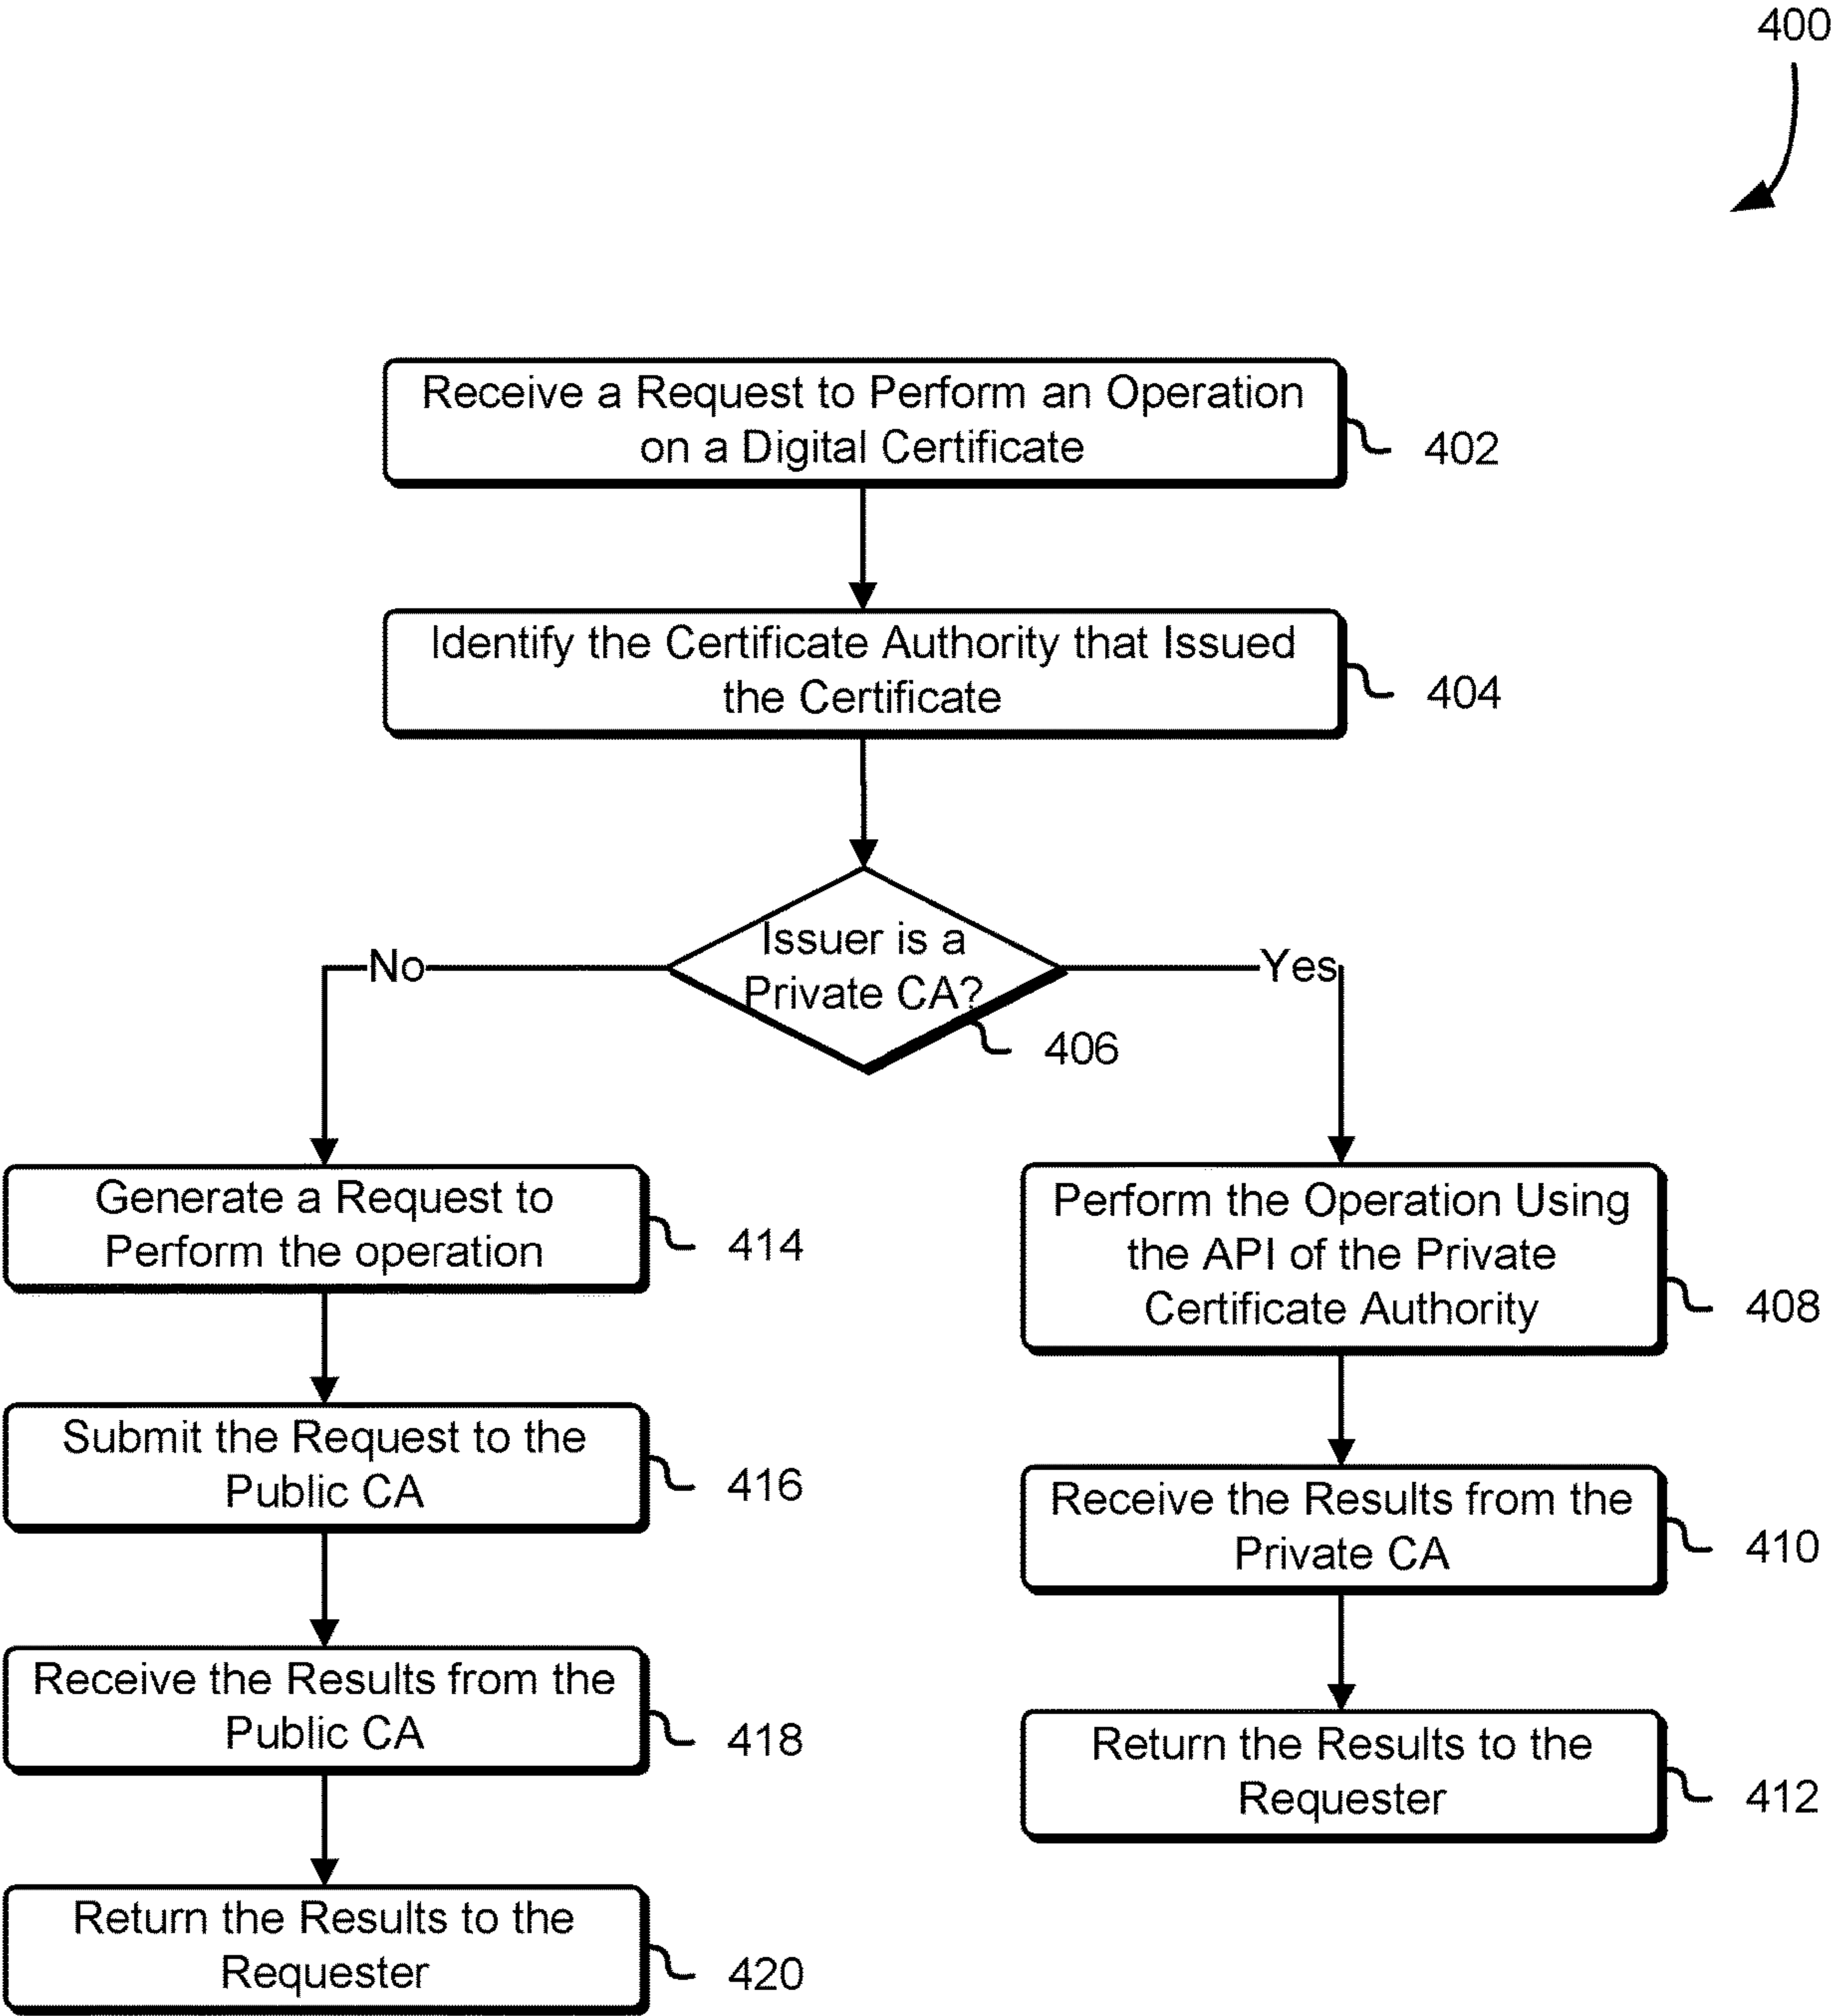 400
Receive a Request to Perform an Operation
on a Digital Certificate
402
Identify the Certificate Authority that Issued
the Certificate
404
Issuer is a
Private CA?
406
No
Yes
Generate a Request to
Perform the operation
414
Submit the Request to the
Public CA
416
Receive the Results from the
Public CA
418
Return the Results to the
Requester
420
Perform the Operation Using
the API of the Private
Certificate Authority
408
Receive the Results from the
Private CA
410
Return the Results to the
Requester
412